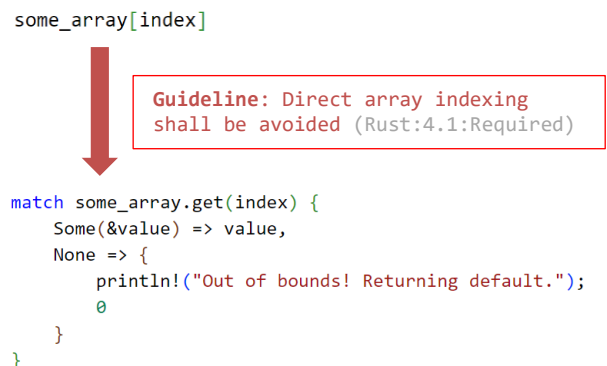 some_array[index]
Guideline: Direct array indexing
shall be avoided (Rust:4.1:Required)
match some_array.get(index) {
    Some(&value) => value,
    None => {
        println!("Out of bounds! Returning default.");
        0
    }
}